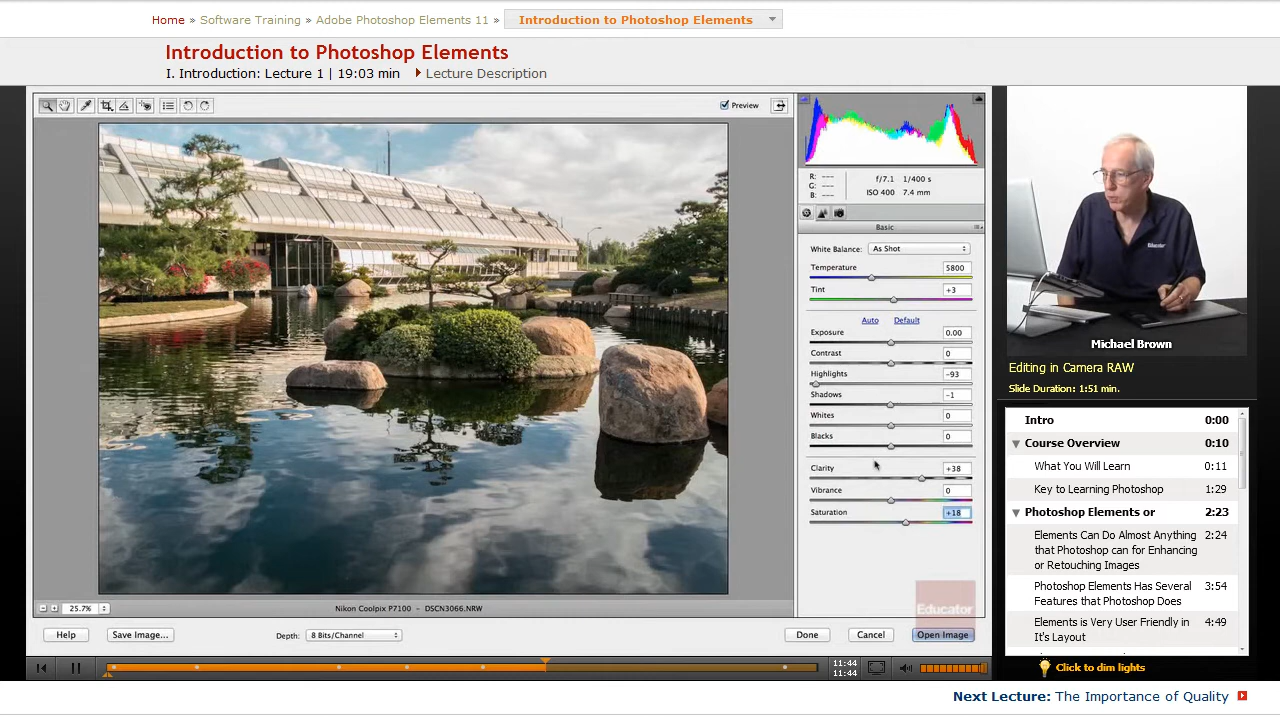 Home » Software Training » Adobe Photoshop Elements 11 » Introduction to Photoshop Elements
Introduction to Photoshop Elements
I. Introduction: Lecture 1 | 19:03 min Lecture Description
Preview
R: ---
G: ---
B: ---
f/7.1 1/400 s
ISO 400 7.4 mm
Basic
White Balance: As Shot
Temperature 5800
Tint +3
Auto Default
Exposure 0.00
Contrast 0
Highlights -93
Shadows -1
Whites 0
Blacks 0
Clarity +38
Vibrance 0
Saturation +18
Educator
25.7%
Nikon Coolpix P7100 - DSCN3066.NRW
Help
Save Image...
Depth: 8 Bits/Channel
Done
Cancel
Open Image
11:44
11:44
Educator
Michael Brown
Editing in Camera RAW
Slide Duration: 1:51 min.
Intro 0:00
Course Overview 0:10
What You Will Learn 0:11
Key to Learning Photoshop 1:29
Photoshop Elements or 2:23
Elements Can Do Almost Anything 2:24
that Photoshop can for Enhancing
or Retouching Images
Photoshop Elements Has Several 3:54
Features that Photoshop Does
Elements is Very User Friendly in 4:49
It's Layout
Click to dim lights
Next Lecture: The Importance of Quality